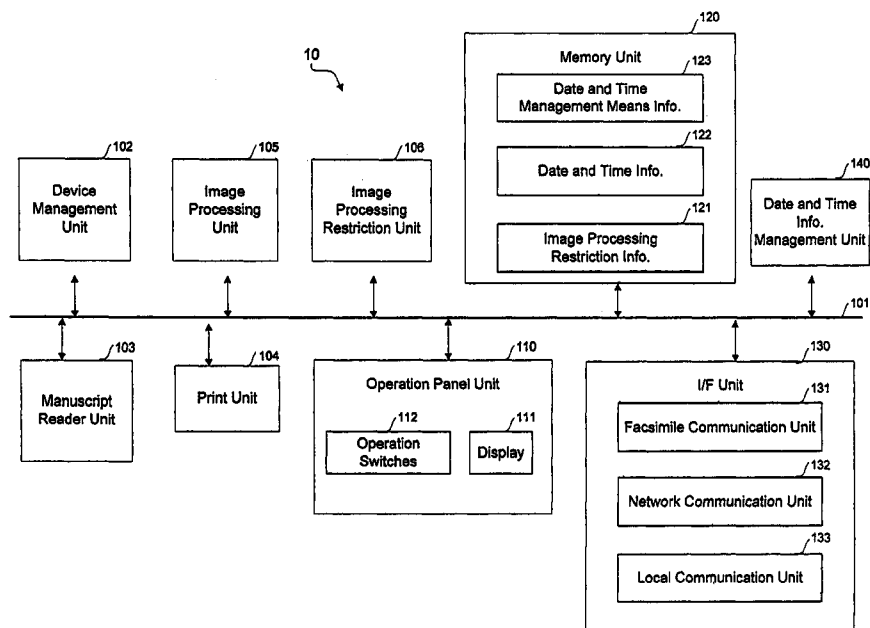 10
120
Memory Unit
123
Date and Time
Management Means Info.
122
Date and Time Info.
121
Image Processing
Restriction Info.
102
Device
Management
Unit
105
Image
Processing
Unit
106
Image
Processing
Restriction Unit
140
Date and Time
Info.
Management Unit
101
103
Manuscript
Reader Unit
104
Print Unit
110
Operation Panel Unit
112
Operation
Switches
111
Display
130
I/F Unit
131
Facsimile Communication Unit
132
Network Communication Unit
133
Local Communication Unit